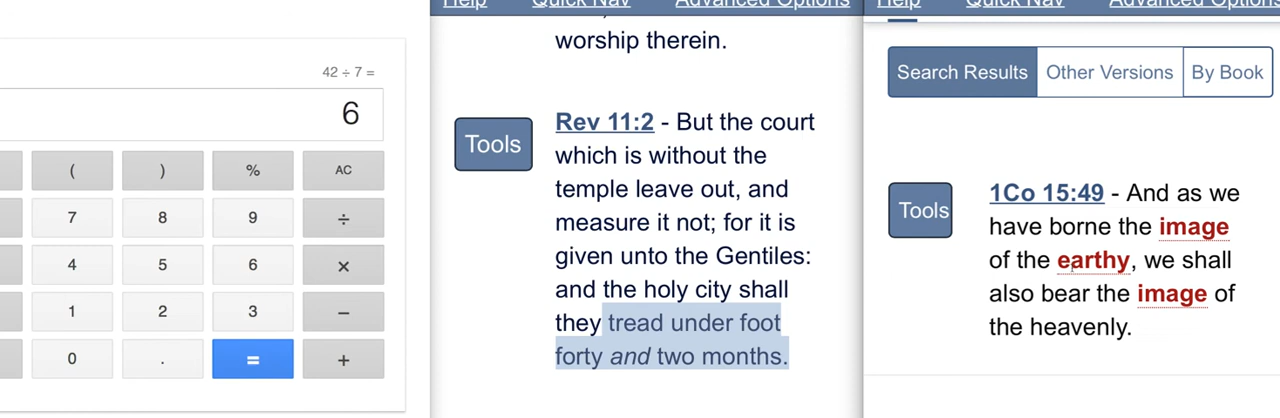 42 ÷ 7 =
6
( ) % AC
7 8 9 ÷
4 5 6 ×
1 2 3 −
0 . = +
Help Quick Nav Advanced Options
worship therein.
Tools
Rev 11:2 - But the court
which is without the
temple leave out, and
measure it not; for it is
given unto the Gentiles:
and the holy city shall
they tread under foot
forty and two months.
Help Quick Nav Advanced Options
Search Results Other Versions By Book
Tools
1Co 15:49 - And as we
have borne the image
of the earthy, we shall
also bear the image of
the heavenly.